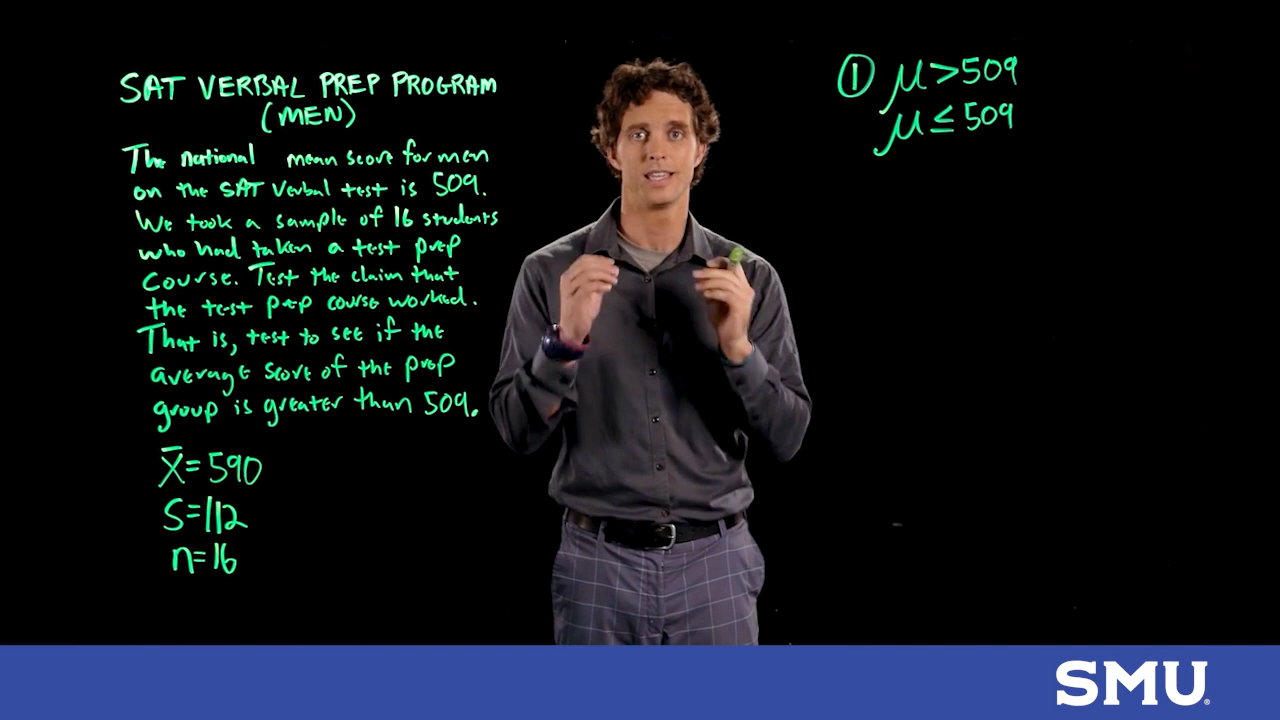 SAT VERBAL PREP PROGRAM
(MEN)
The national mean score for men
on the SAT Verbal test is 509.
We took a sample of 16 students
who had taken a test prep
course. Test the claim that
the test prep course worked.
That is, test to see if the
average score of the prep
group is greater than 509.
X̄=590
S=112
n=16
① μ>509
μ≤509
SMU